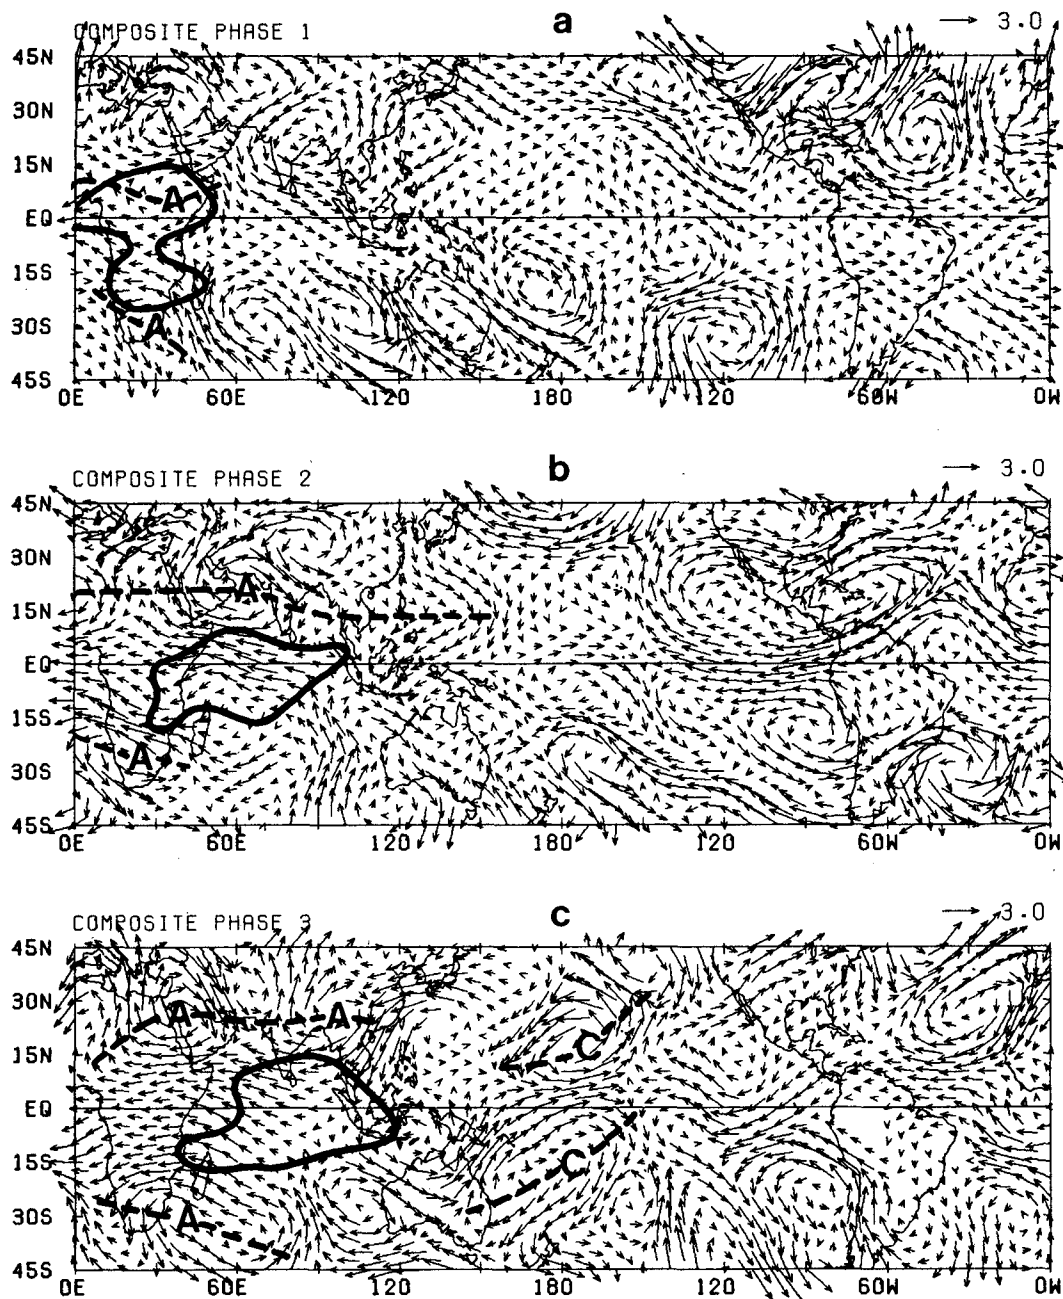 COMPOSITE PHASE 1 a 3.0
45N
30N
15N
A
EQ
15S
30S
A
45S
0E 60E 120 180 120 60W 0W
COMPOSITE PHASE 2 b 3.0
45N
30N
A
15N
EQ
15S
A
30S
45S
0E 60E 120 180 120 60W 0W
COMPOSITE PHASE 3 c 3.0
45N
30N
A A
15N C
EQ
15S C
30S A
45S
0E 60E 120 180 120 60W 0W